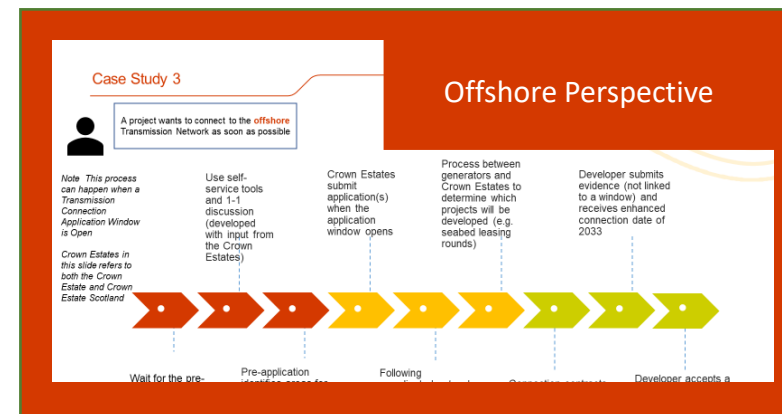 Case Study 3
Offshore Perspective
A project wants to connect to the offshore
Transmission Network as soon as possible
Note This process
can happen when a
Transmission
Connection
Application Window
is Open
Crown Estates in
this slide refers to
both the Crown
Estate and Crown
Estate Scotland
Use self-
service tools
and 1-1
discussion
(developed
with input from
the Crown
Estates)
Crown Estates
submit
application(s)
when the
application
window opens
Process between
generators and
Crown Estates to
determine which
projects will be
developed (e.g.
seabed leasing
rounds)
Developer submits
evidence (not linked
to a window) and
receives enhanced
connection date of
2033
Wait for the pre-
Pre-application
Following
Developer accepts a